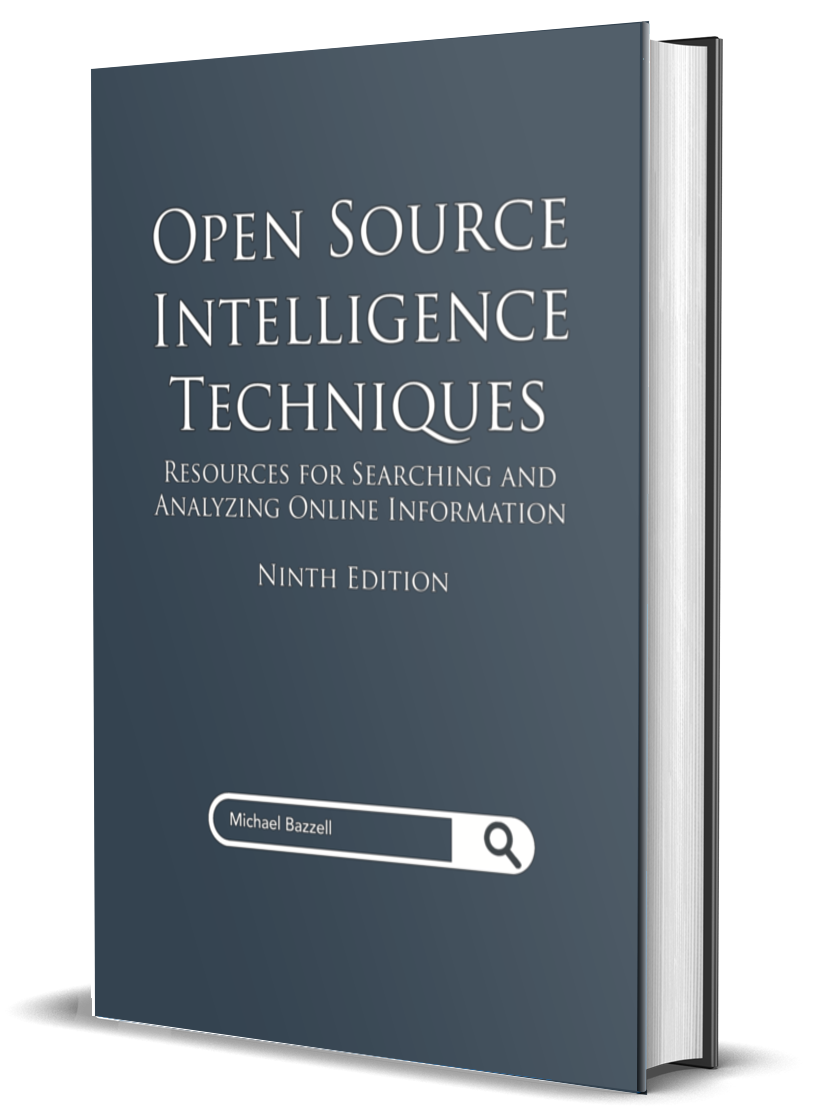 Open Source
Intelligence
Techniques
Resources for Searching and
Analyzing Online Information
Ninth Edition
Michael Bazzell